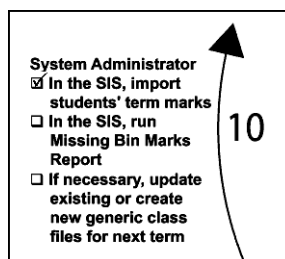 System Administrator
☑ In the SIS, import
students' term marks
☐ In the SIS, run
Missing Bin Marks
Report
☐ If necessary, update
existing or create
new generic class
files for next term
10